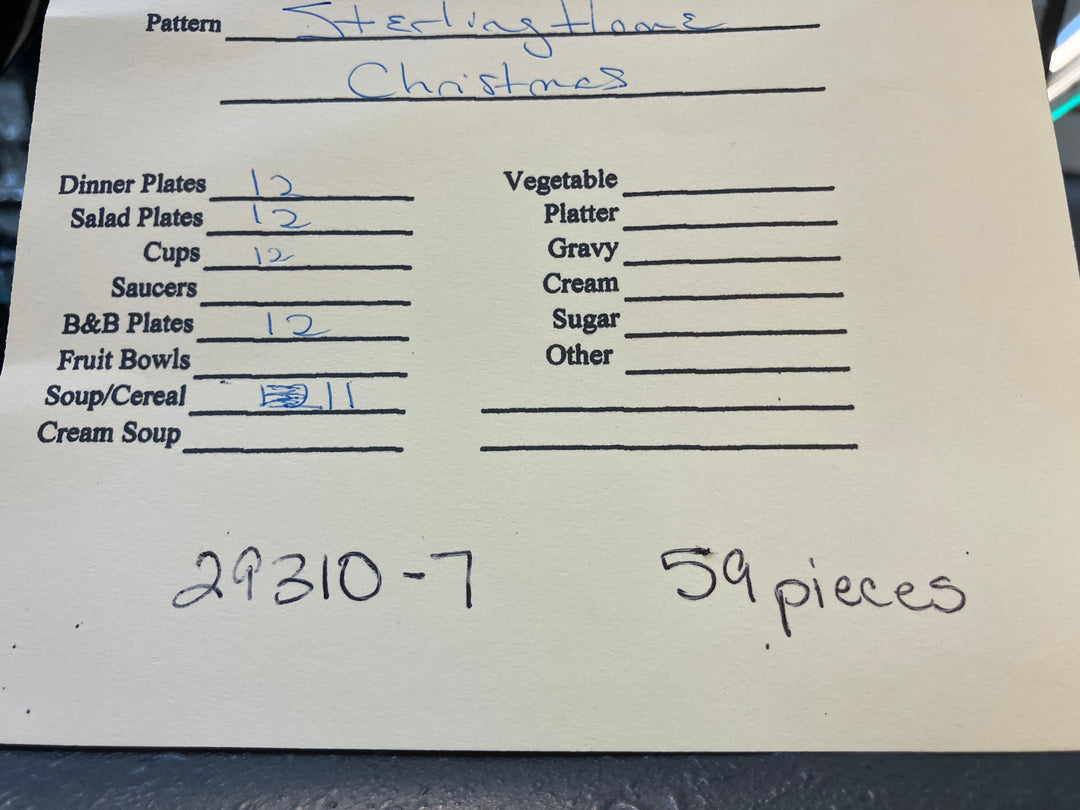 Pattern Sterling Home
Christmas
Dinner Plates 12
Salad Plates 12
Cups 12
Saucers
B&B Plates 12
Fruit Bowls
Soup/Cereal 11
Cream Soup
Vegetable
Platter
Gravy
Cream
Sugar
Other
29310-7
59 pieces